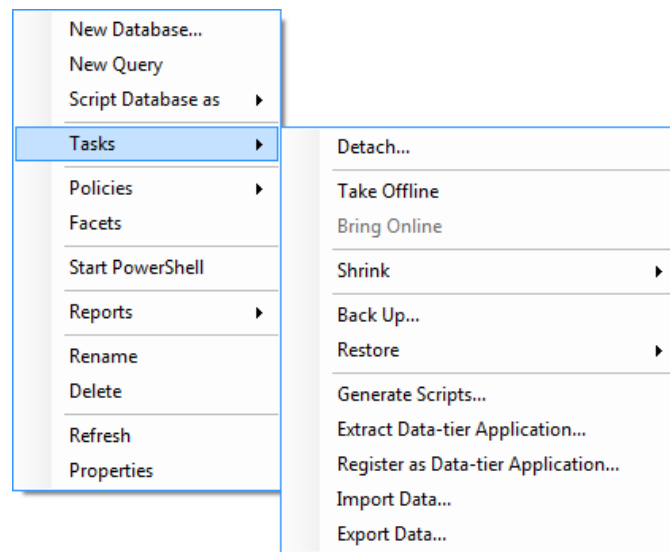 New Database...
New Query
Script Database as
Tasks
Policies
Facets
Start PowerShell
Reports
Rename
Delete
Refresh
Properties
Detach...
Take Offline
Bring Online
Shrink
Back Up...
Restore
Generate Scripts...
Extract Data-tier Application...
Register as Data-tier Application...
Import Data...
Export Data...